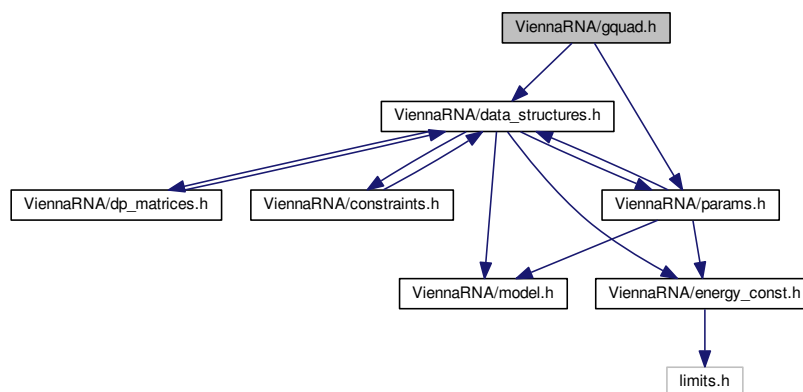 ViennaRNA/gquad.h
ViennaRNA/data_structures.h
ViennaRNA/dp_matrices.h
ViennaRNA/constraints.h
ViennaRNA/params.h
ViennaRNA/model.h
ViennaRNA/energy_const.h
limits.h